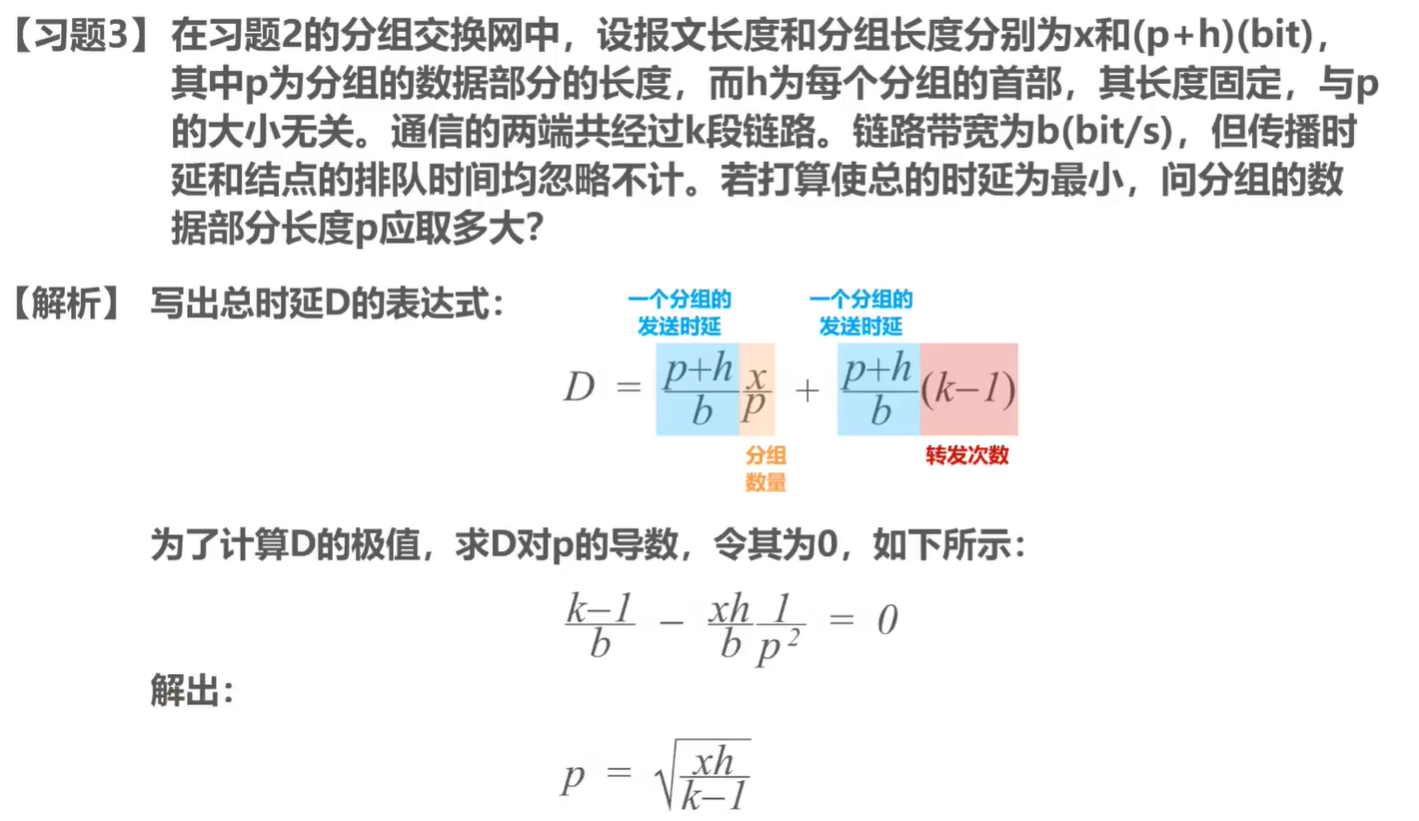 【习题3】在习题2的分组交换网中，设报文长度和分组长度分别为x和(p+h)(bit)，
其中p为分组的数据部分的长度，而h为每个分组的首部，其长度固定，与p
的大小无关。通信的两端共经过k段链路。链路带宽为b(bit/s)，但传播时
延和结点的排队时间均忽略不计。若打算使总的时延为最小，问分组的数
据部分长度p应取多大？
【解析】 写出总时延D的表达式：
一个分组的 一个分组的
发送时延 发送时延
D = \frac{p+h}{b} \frac{x}{p} + \frac{p+h}{b} (k-1)
分组 转发次数
数量
为了计算D的极值，求D对p的导数，令其为0，如下所示：
\frac{k-1}{b} - \frac{xh}{b} \frac{1}{p^2} = 0
解出：
p = \sqrt{\frac{xh}{k-1}}